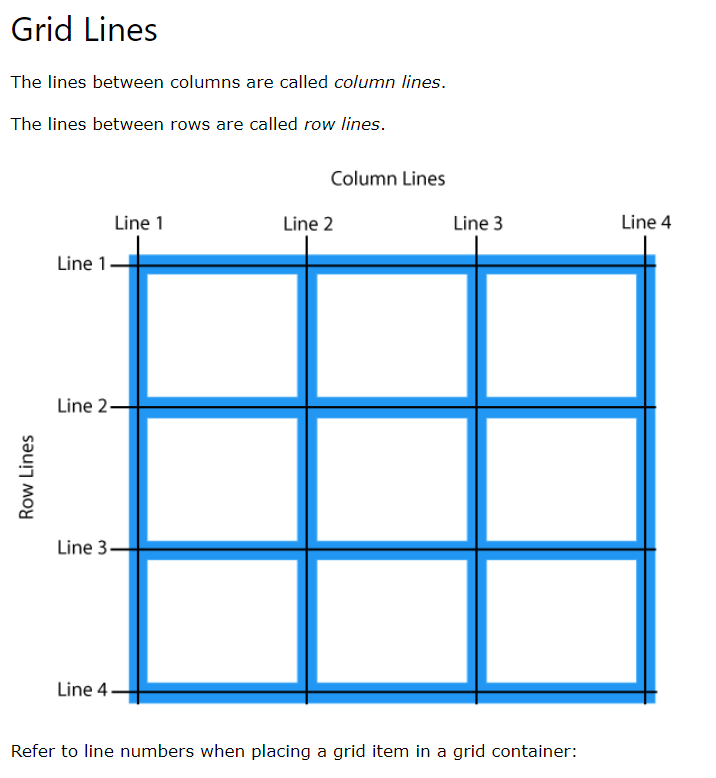 Grid Lines
The lines between columns are called column lines.
The lines between rows are called row lines.
Column Lines
Line 1
Line 2
Line 3
Line 4
Row Lines
Line 1
Line 2
Line 3
Line 4
Refer to line numbers when placing a grid item in a grid container: